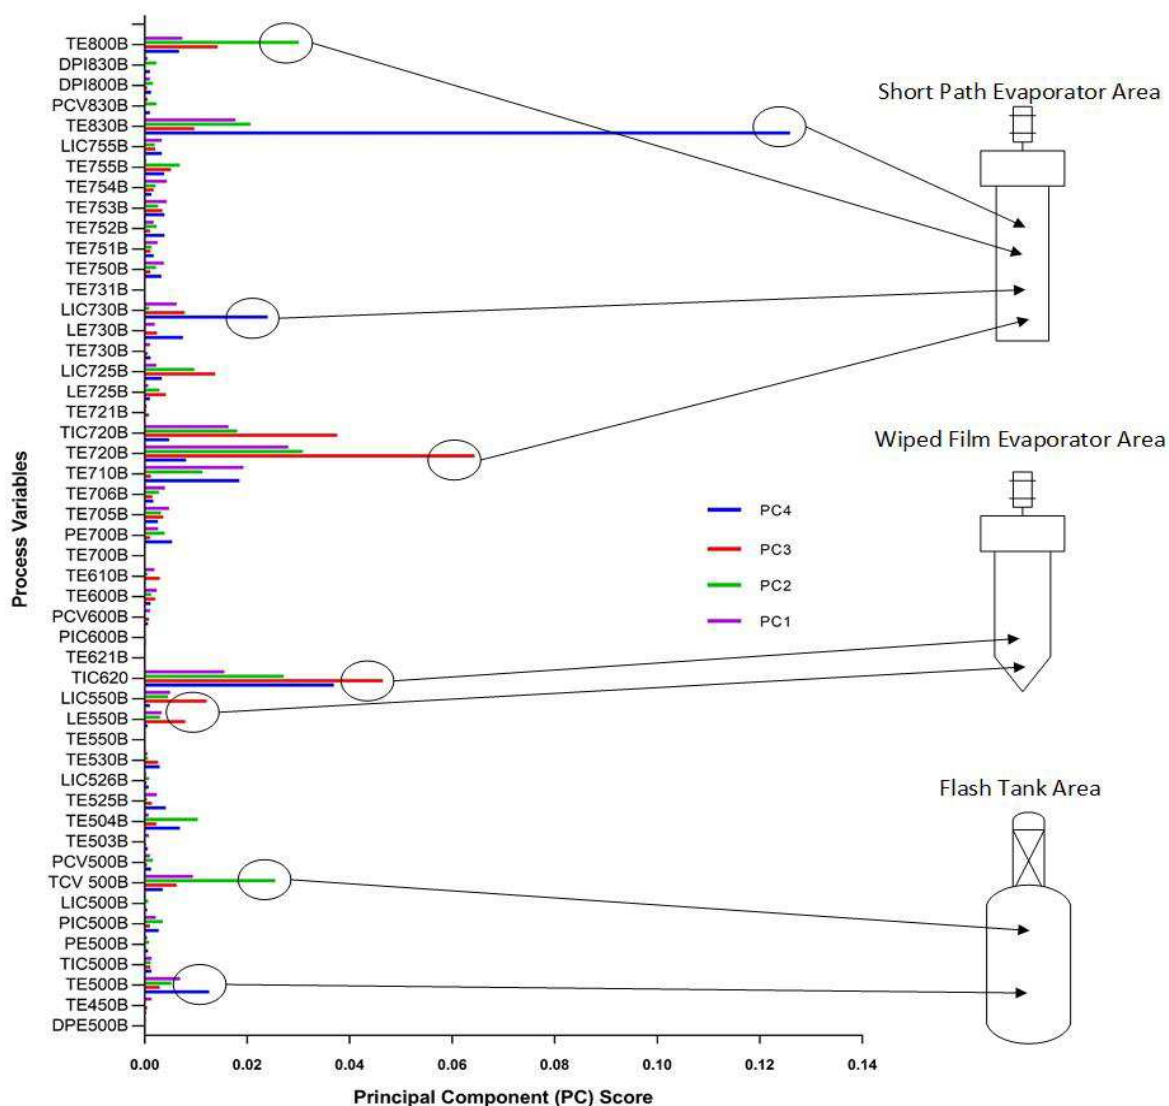 TE800B
DPI830B
DPI800B
PCV830B
TE830B
LIC755B
TE755B
TE754B
TE753B
TE752B
TE751B
TE750B
TE731B
LIC730B
LE730B
TE730B
LIC725B
LE725B
TE721B
TIC720B
TE720B
TE710B
TE706B
TE705B
PE700B
TE700B
TE610B
TE600B
PCV600B
PIC600B
TE621B
TIC620
LIC550B
LE550B
TE550B
TE530B
LIC526B
TE525B
TE504B
TE503B
PCV500B
TCV 500B
LIC500B
PIC500B
PE500B
TIC500B
TE500B
TE450B
DPE500B
Process Variables
0.00 0.02 0.04 0.06 0.08 0.10 0.12 0.14
Principal Component (PC) Score
PC4
PC3
PC2
PC1
Short Path Evaporator Area
Wiped Film Evaporator Area
Flash Tank Area